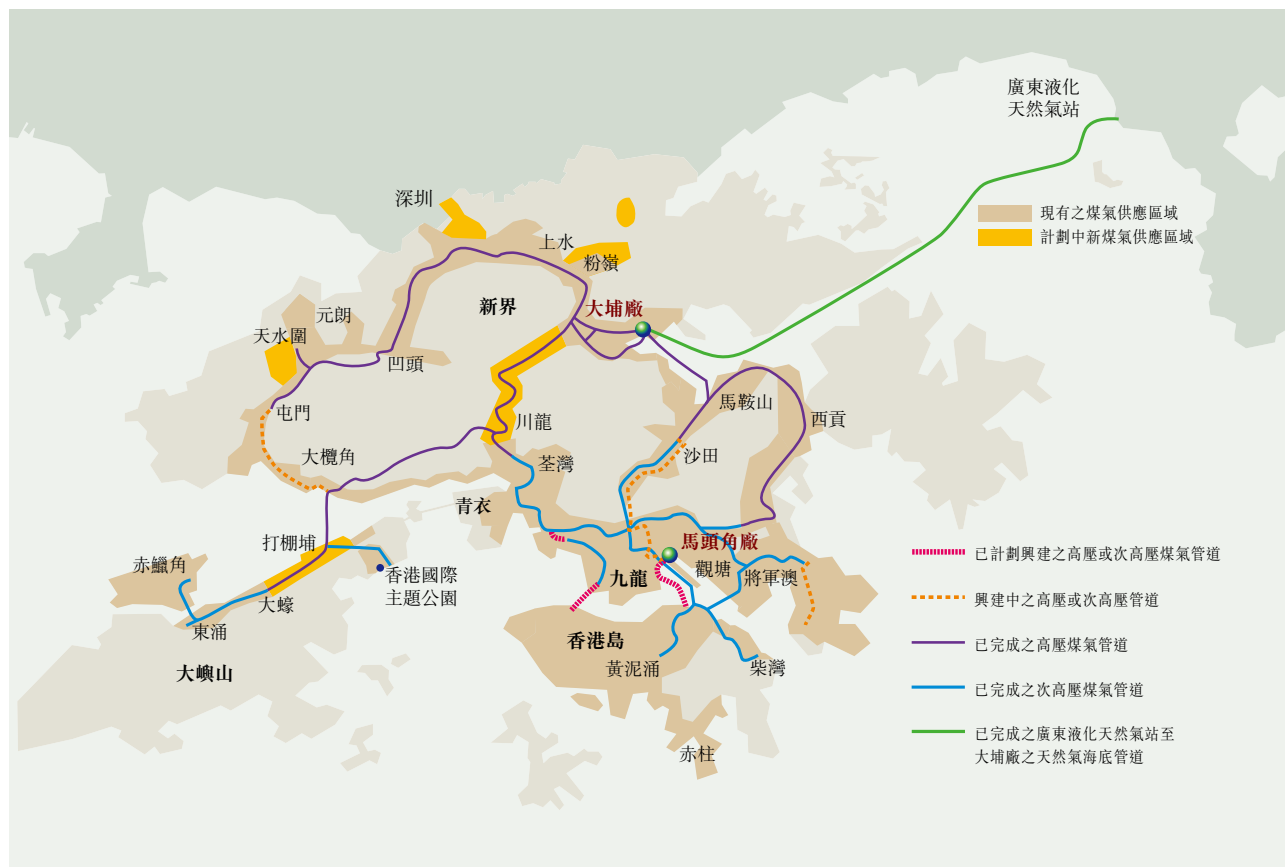 廣東液化
天然氣站
深圳
現有之煤氣供應區域
計劃中新煤氣供應區域
上水
粉嶺
新界
大埔廠
元朗
天水圍
凹頭
屯門
馬鞍山
西貢
川龍
大欖角
沙田
荃灣
青衣
打棚埔
馬頭角廠
赤鱲角
香港國際
主題公園
九龍
觀塘
將軍澳
大蠔
東涌
香港島
大嶼山
黃泥涌
柴灣
赤柱
已計劃興建之高壓或次高壓煤氣管道
興建中之高壓或次高壓管道
已完成之高壓煤氣管道
已完成之次高壓煤氣管道
已完成之廣東液化天然氣站至
大埔廠之天然氣海底管道